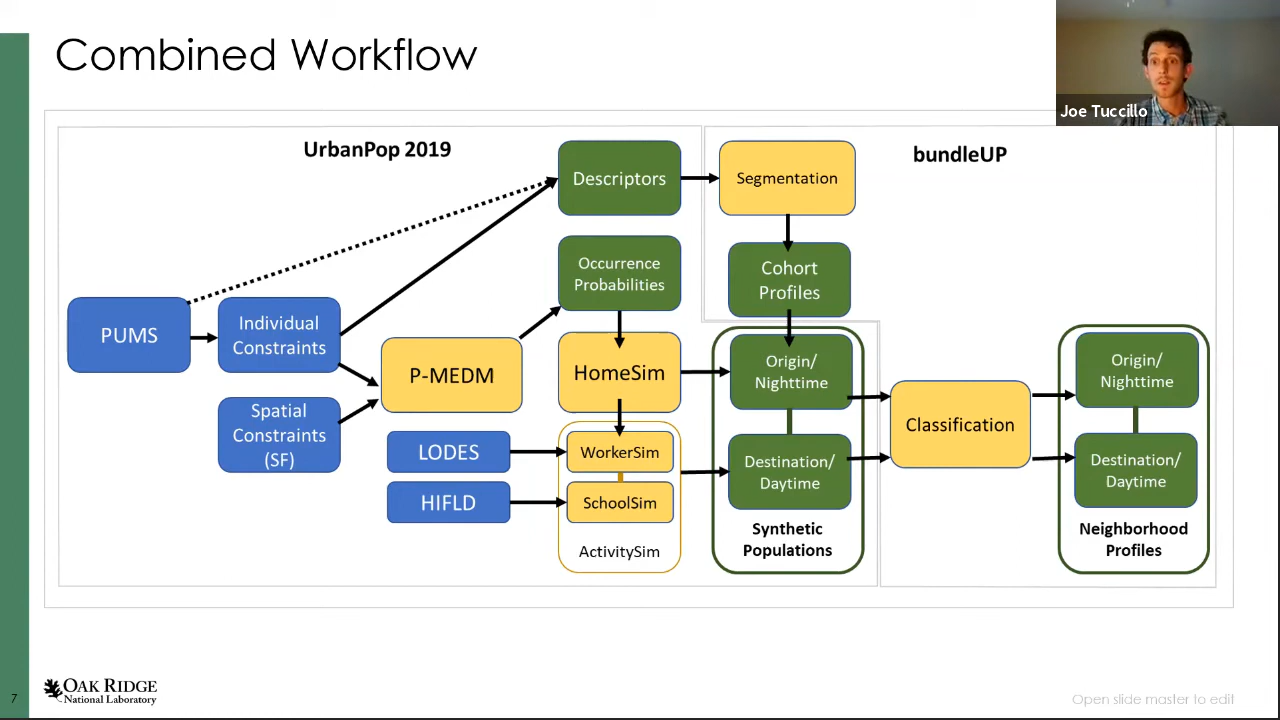 Combined Workflow
Joe Tuccillo
UrbanPop 2019
bundleUP
Descriptors
Segmentation
Occurrence
Probabilities
Cohort
Profiles
PUMS
Individual
Constraints
P-MEDM
HomeSim
Origin/
Nighttime
Origin/
Nighttime
Spatial
Constraints
(SF)
Classification
LODES
WorkerSim
Destination/
Daytime
Destination/
Daytime
HIFLD
SchoolSim
ActivitySim
Synthetic
Populations
Neighborhood
Profiles
7
OAK RIDGE
National Laboratory
Open slide master to edit